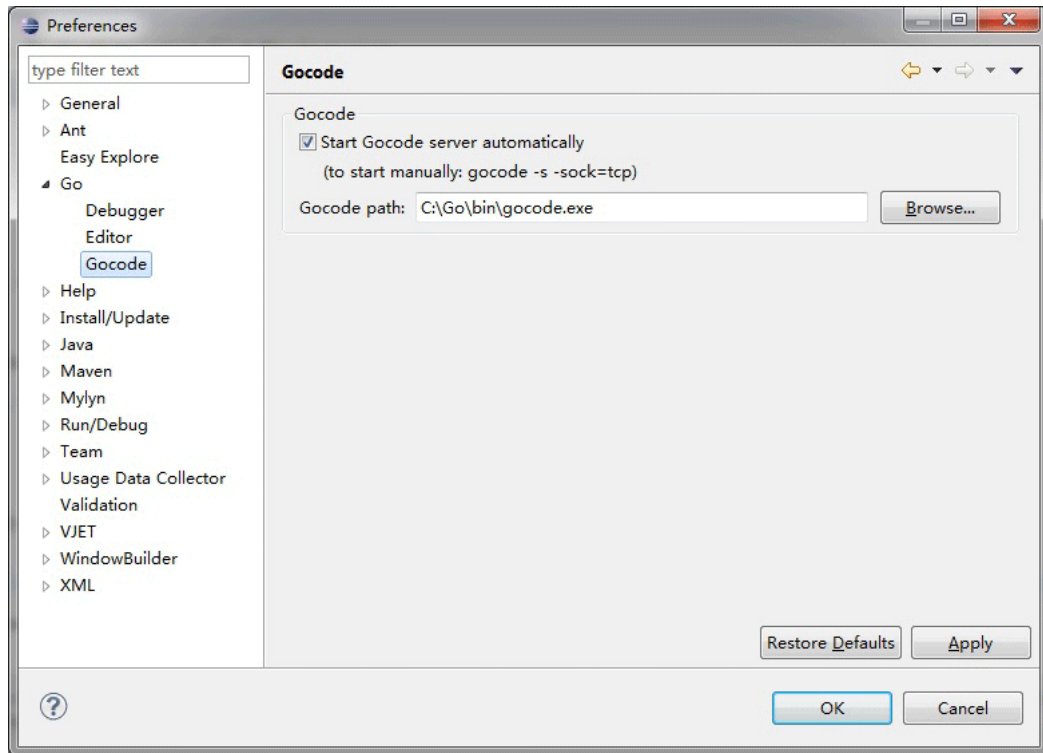 Preferences
type filter text
General
Ant
Easy Explore
Go
Debugger
Editor
Gocode
Help
Install/Update
Java
Maven
Mylyn
Run/Debug
Team
Usage Data Collector
Validation
VJET
WindowBuilder
XML
Gocode
Gocode
Start Gocode server automatically
(to start manually: gocode -s -sock=tcp)
Gocode path: C:\Go\bin\gocode.exe Browse...
Restore Defaults Apply
OK Cancel